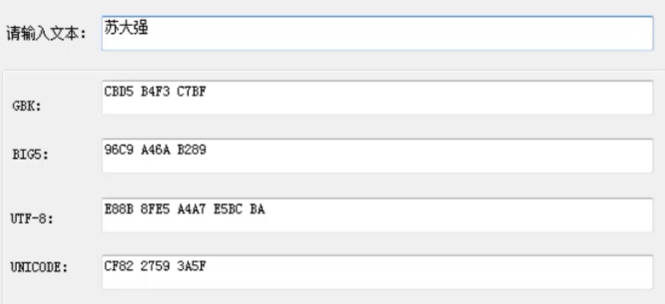 请输入文本： 苏大强
GBK: CBD5 B4F3 C7BF
BIG5: 96C9 A46A B289
UTF-8: E88B 8FE5 A4A7 E5BC BA
UNICODE: CF82 2759 3A5F